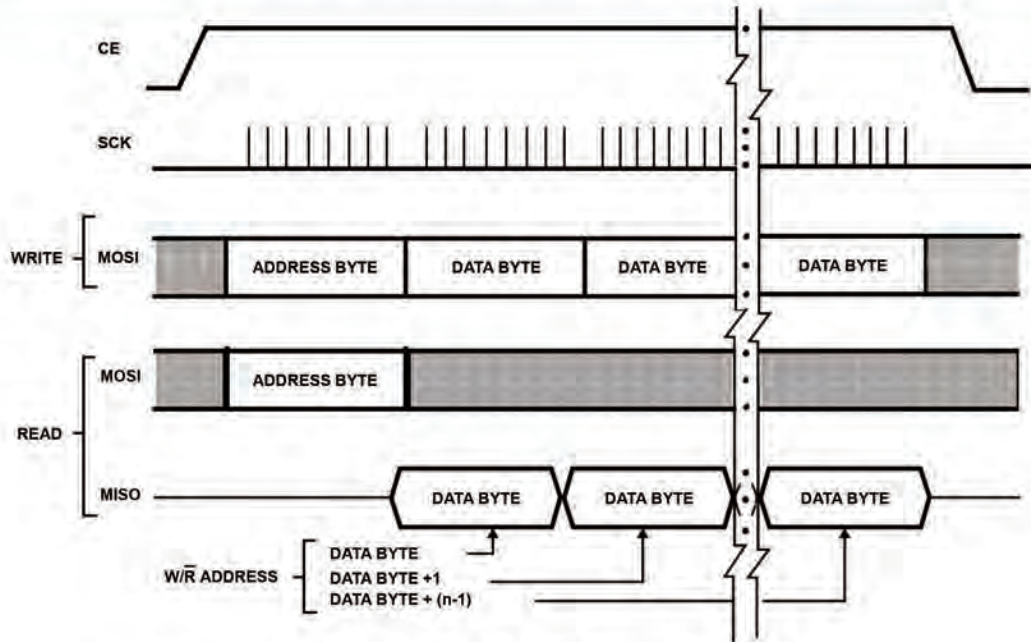 CE
SCK
WRITE
MOSI
ADDRESS BYTE
DATA BYTE
DATA BYTE
DATA BYTE
READ
MOSI
ADDRESS BYTE
MISO
DATA BYTE
DATA BYTE
DATA BYTE
W/R̅ ADDRESS
DATA BYTE
DATA BYTE +1
DATA BYTE + (n-1)